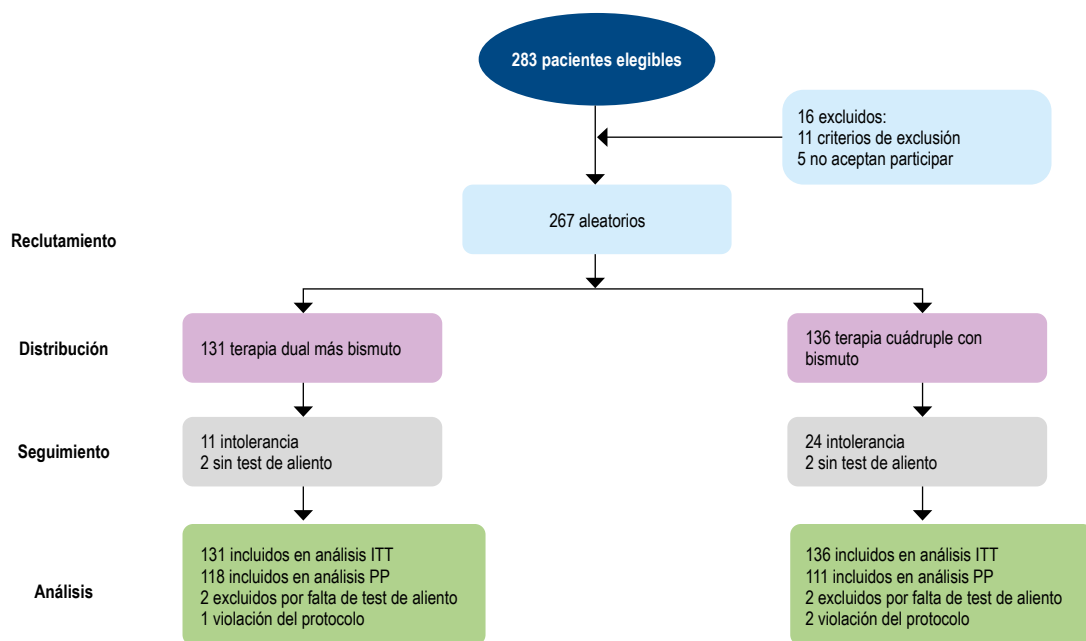 283 pacientes elegibles
16 excluidos:
11 criterios de exclusión
5 no aceptan participar
267 aleatorios
Reclutamiento
Distribución
131 terapia dual más bismuto
136 terapia cuádruple con
bismuto
Seguimiento
11 intolerancia
2 sin test de aliento
24 intolerancia
2 sin test de aliento
Análisis
131 incluidos en análisis ITT
118 incluidos en análisis PP
2 excluidos por falta de test de aliento
1 violación del protocolo
136 incluidos en análisis ITT
111 incluidos en análisis PP
2 excluidos por falta de test de aliento
2 violación del protocolo